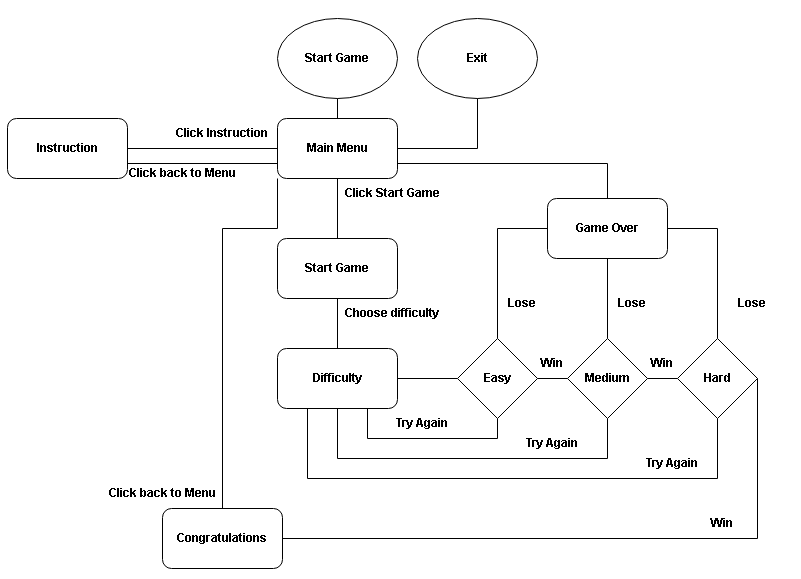 Start Game
Exit
Click Instruction
Instruction
Main Menu
Click back to Menu
Click Start Game
Game Over
Start Game
Lose
Lose
Lose
Choose difficulty
Win
Win
Difficulty
Easy
Medium
Hard
Try Again
Try Again
Try Again
Click back to Menu
Win
Congratulations